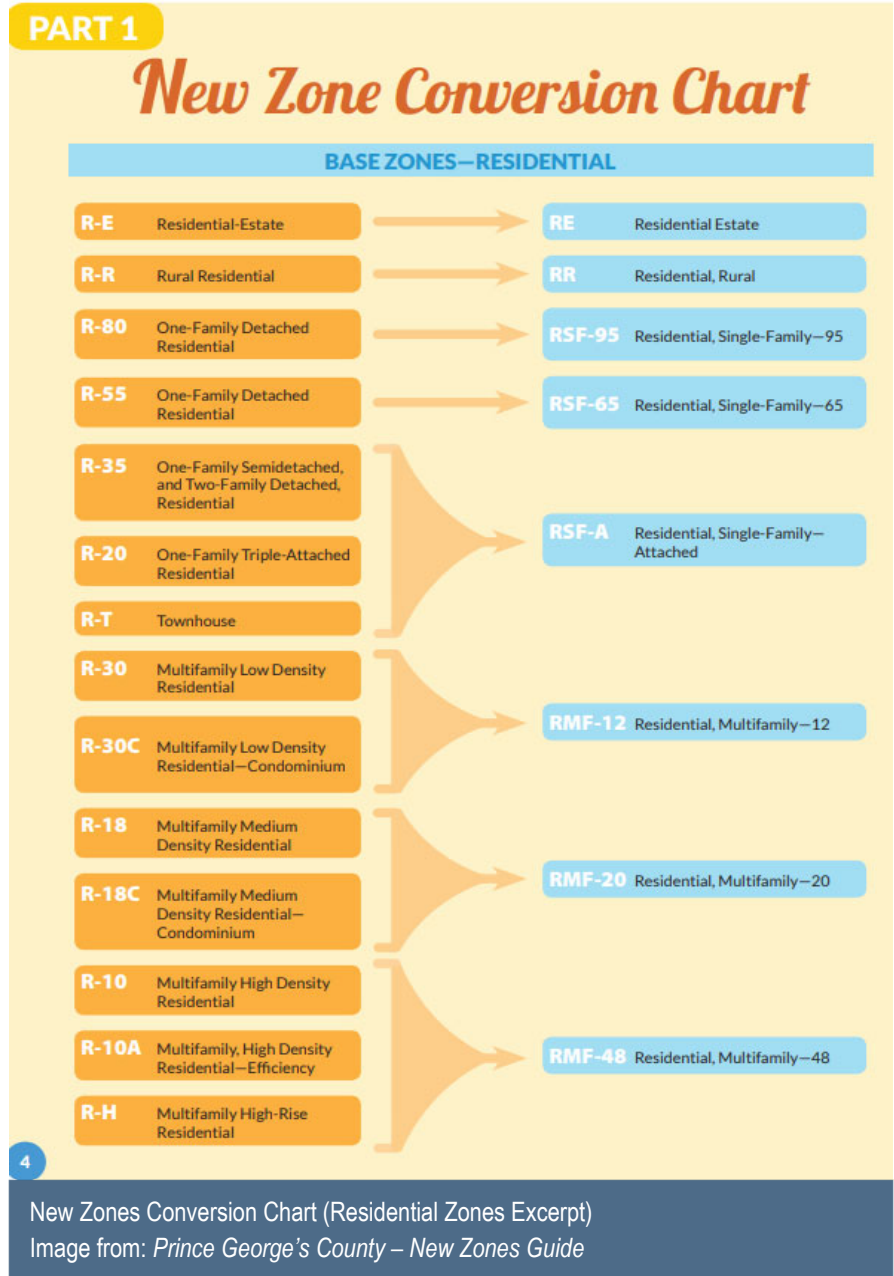 PART 1
New Zone Conversion Chart
BASE ZONES—RESIDENTIAL
R-E Residential-Estate
RE Residential Estate
R-R Rural Residential
RR Residential, Rural
R-80 One-Family Detached
Residential
RSF-95 Residential, Single-Family—95
R-55 One-Family Detached
Residential
RSF-65 Residential, Single-Family—65
R-35 One-Family Semidetached,
and Two-Family Detached,
Residential
R-20 One-Family Triple-Attached
Residential
R-T Townhouse
RSF-A Residential, Single-Family—
Attached
R-30 Multifamily Low Density
Residential
R-30C Multifamily Low Density
Residential—Condominium
RMF-12 Residential, Multifamily—12
R-18 Multifamily Medium
Density Residential
R-18C Multifamily Medium
Density Residential—
Condominium
RMF-20 Residential, Multifamily—20
R-10 Multifamily High Density
Residential
R-10A Multifamily, High Density
Residential—Efficiency
R-H Multifamily High-Rise
Residential
RMF-48 Residential, Multifamily—48
4
New Zones Conversion Chart (Residential Zones Excerpt)
Image from: Prince George's County – New Zones Guide